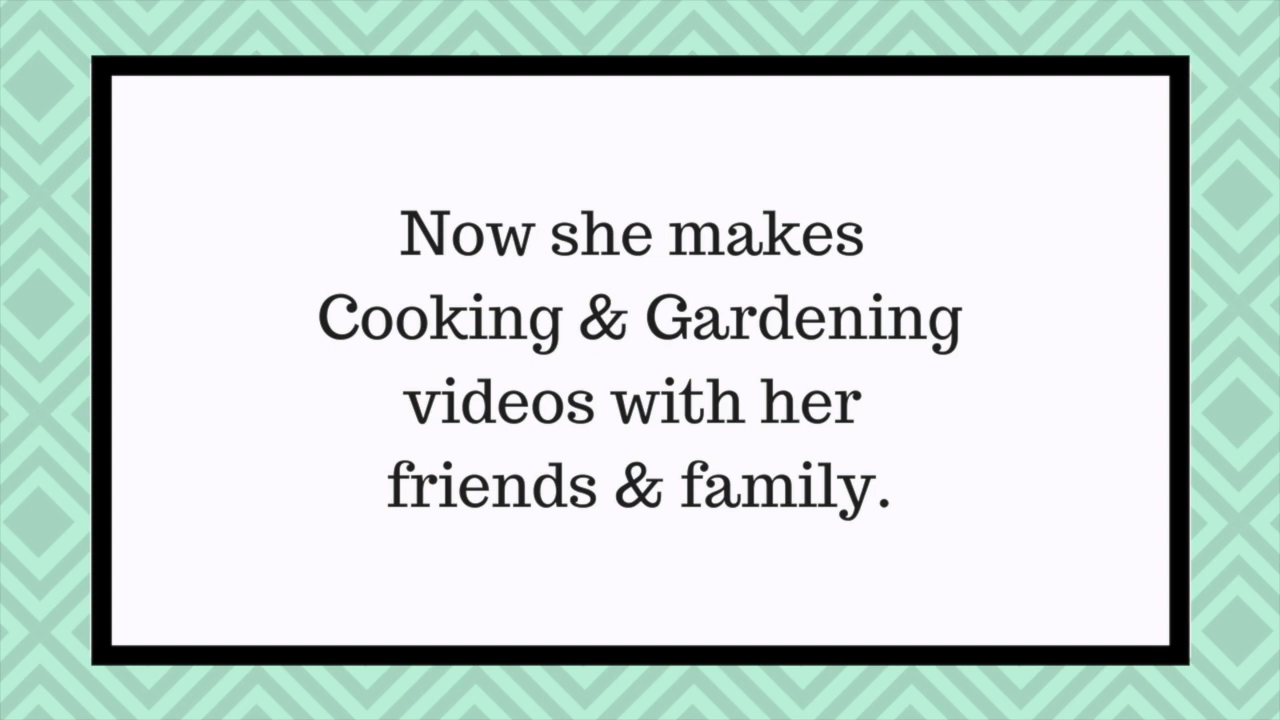 Now she makes
Cooking & Gardening
videos with her
friends & family.